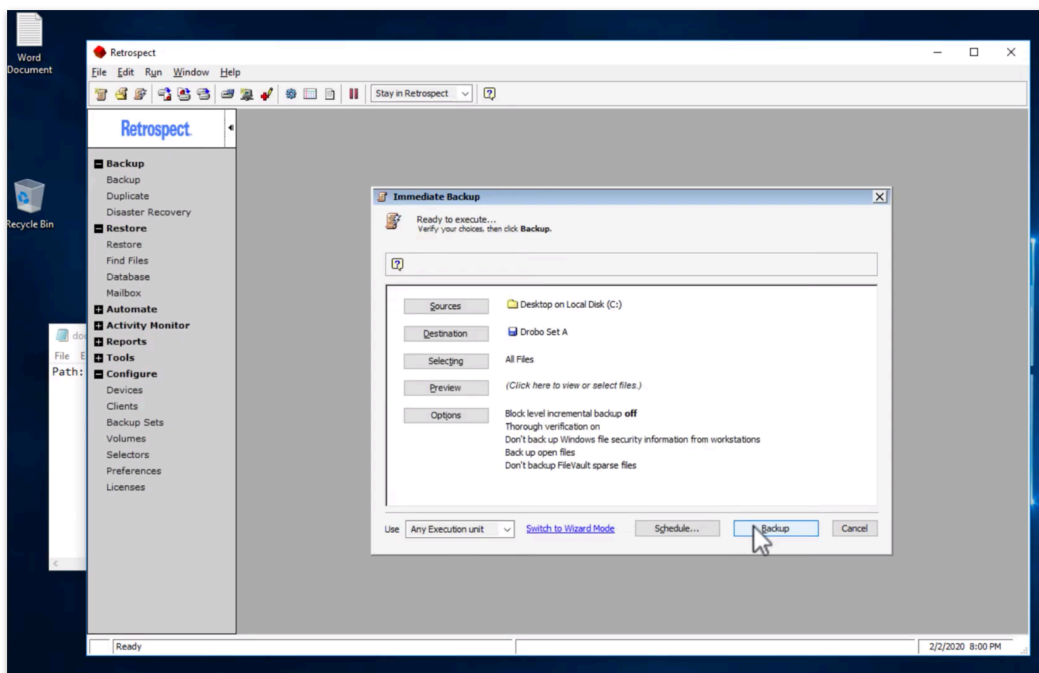 Word
Document
Recycle Bin
File E
Path:
Retrospect
File Edit Run Window Help
Stay in Retrospect
Retrospect.
Backup
Backup
Duplicate
Disaster Recovery
Restore
Restore
Find Files
Database
Mailbox
Automate
Activity Monitor
Reports
Tools
Configure
Devices
Clients
Backup Sets
Volumes
Selectors
Preferences
Licenses
Immediate Backup
Ready to execute...
Verify your choices, then click Backup.
Sources Desktop on Local Disk (C:)
Destination Drobo Set A
Selecting All Files
Preview (Click here to view or select files.)
Options Block level incremental backup off
Thorough verification on
Don't back up Windows file security information from workstations
Back up open files
Don't backup FileVault sparse files
Use Any Execution unit Switch to Wizard Mode Schedule... Backup Cancel
Ready 2/2/2020 8:00 PM